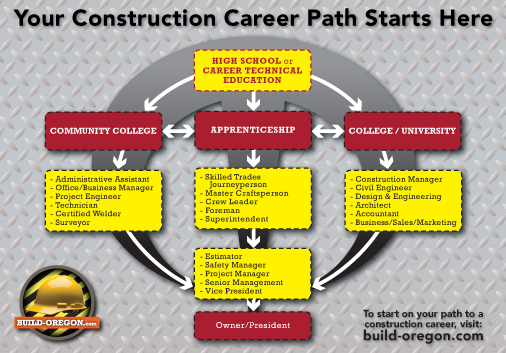 Your Construction Career Path Starts Here
HIGH SCHOOL or
CAREER TECHNICAL
EDUCATION
COMMUNITY COLLEGE
APPRENTICESHIP
COLLEGE / UNIVERSITY
- Administrative Assistant
- Office/Business Manager
- Project Engineer
- Technician
- Certified Welder
- Surveyor
- Skilled Trades
Journeyperson
- Master Craftsperson
- Crew Leader
- Foreman
- Superintendent
- Construction Manager
- Civil Engineer
- Design & Engineering
- Architect
- Accountant
- Business/Sales/Marketing
- Estimator
- Safety Manager
- Project Manager
- Senior Management
- Vice President
Owner/President
BUILD-OREGON.com
To start on your path to a
construction career, visit:
build-oregon.com